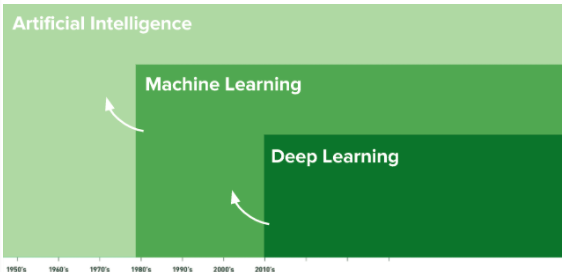 Artificial Intelligence
Machine Learning
Deep Learning
1950's 1960's 1970's 1980's 1990's 2000's 2010's